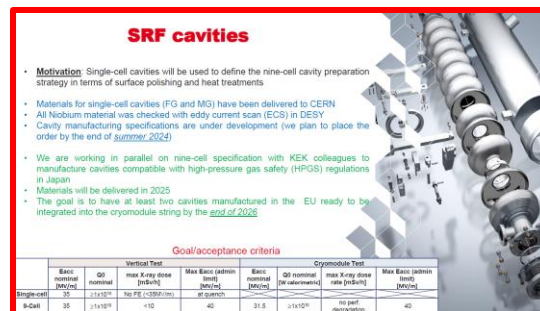 SRF cavities
• Motivation: Single-cell cavities will be used to define the nine-cell cavity preparation
strategy in terms of surface polishing and heat treatments
• Materials for single-cell cavities (FG and MG) have been delivered to CERN
• All Niobium material was checked with eddy current scan (ECS) in DESY
• Cavity manufacturing specifications are under development (we plan to place the
order by the end of summer 2024)
• We are working in parallel on nine-cell specification with KEK colleagues to
manufacture cavities compatible with high-pressure gas safety (HPGS) regulations
in Japan
• Materials will be delivered in 2025
• The goal is to have at least two cavities manufactured in the EU ready to be
integrated into the cryomodule string by the end of 2026
Goal/acceptance criteria
Vertical Test Cryomodule Test
Eacc nominal [MV/m] Q0 nominal max X-ray dose [mSv/h] Max Eacc (admin limit) [MV/m] Eacc nominal [MV/m] Q0 nominal [W calorimetric] max X-ray dose rate [mSv/h] Max Eacc (admin limit) [MV/m]
Single-cell 35 ≥1x10¹⁰ No FE (<35MV/m) at quench
9-Cell 35 ≥1x10¹⁰ <10 40 31.5 ≥1x10¹⁰ no perf. degradation 40